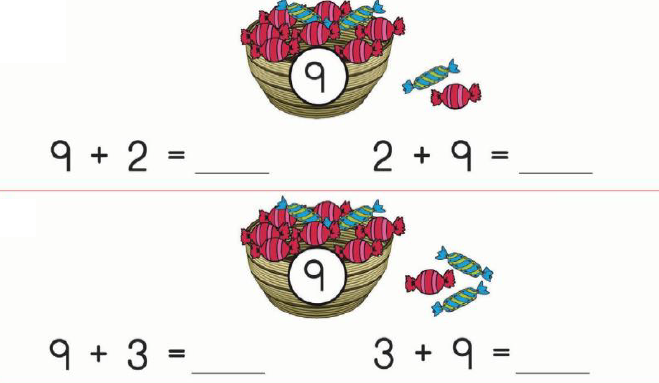 9
9 + 2 = ____ 2 + 9 = ____
9
9 + 3 = ____ 3 + 9 = ____